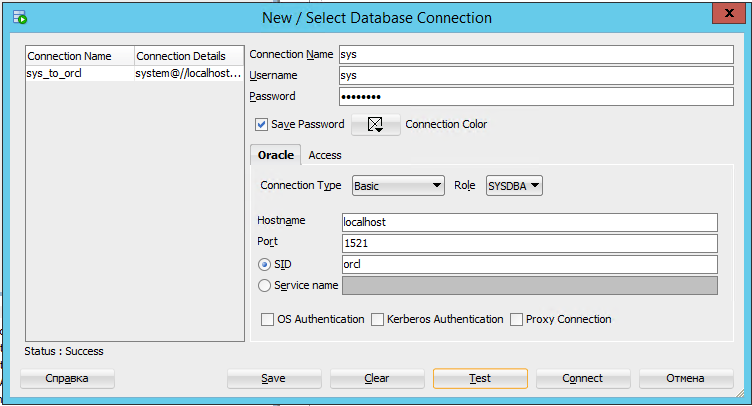 New / Select Database Connection
x
Connection Name Connection Details
sys_to_orcl system@//localhost...
Connection Name sys
Username sys
Password ••••••••
Save Password Connection Color
Oracle Access
Connection Type Basic Role SYSDBA
Hostname localhost
Port 1521
SID orcl
Service name
OS Authentication Kerberos Authentication Proxy Connection
Status : Success
Справка Save Clear Test Connect Отмена